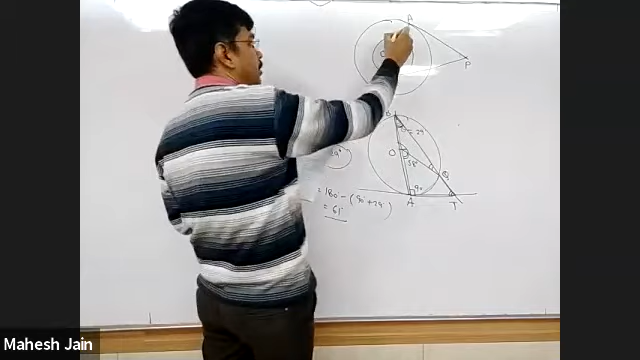 A
O
P
B
= 29°
O
58°
Q
90
A
T
= 180° - (90° + 29°)
= 61°
Mahesh Jain